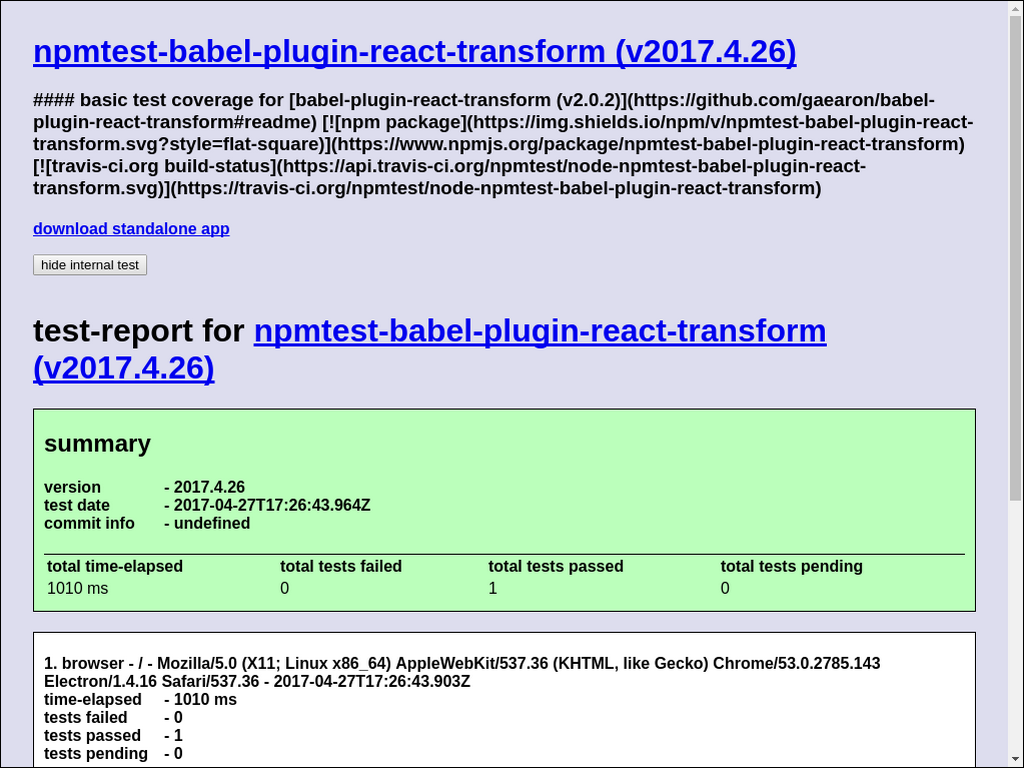 npmtest-babel-plugin-react-transform (v2017.4.26)
#### basic test coverage for [babel-plugin-react-transform (v2.0.2)](https://github.com/gaearon/babel-
plugin-react-transform#readme) [![npm package](https://img.shields.io/npm/v/npmtest-babel-plugin-react-
transform.svg?style=flat-square)](https://www.npmjs.org/package/npmtest-babel-plugin-react-transform)
[![travis-ci.org build-status](https://api.travis-ci.org/npmtest/node-npmtest-babel-plugin-react-
transform.svg)](https://travis-ci.org/npmtest/node-npmtest-babel-plugin-react-transform)
download standalone app
hide internal test
test-report for npmtest-babel-plugin-react-transform
(v2017.4.26)
summary
version - 2017.4.26
test date - 2017-04-27T17:26:43.964Z
commit info - undefined
total time-elapsed total tests failed total tests passed total tests pending
1010 ms 0 1 0
1. browser - / - Mozilla/5.0 (X11; Linux x86_64) AppleWebKit/537.36 (KHTML, like Gecko) Chrome/53.0.2785.143
Electron/1.4.16 Safari/537.36 - 2017-04-27T17:26:43.903Z
time-elapsed - 1010 ms
tests failed - 0
tests passed - 1
tests pending - 0